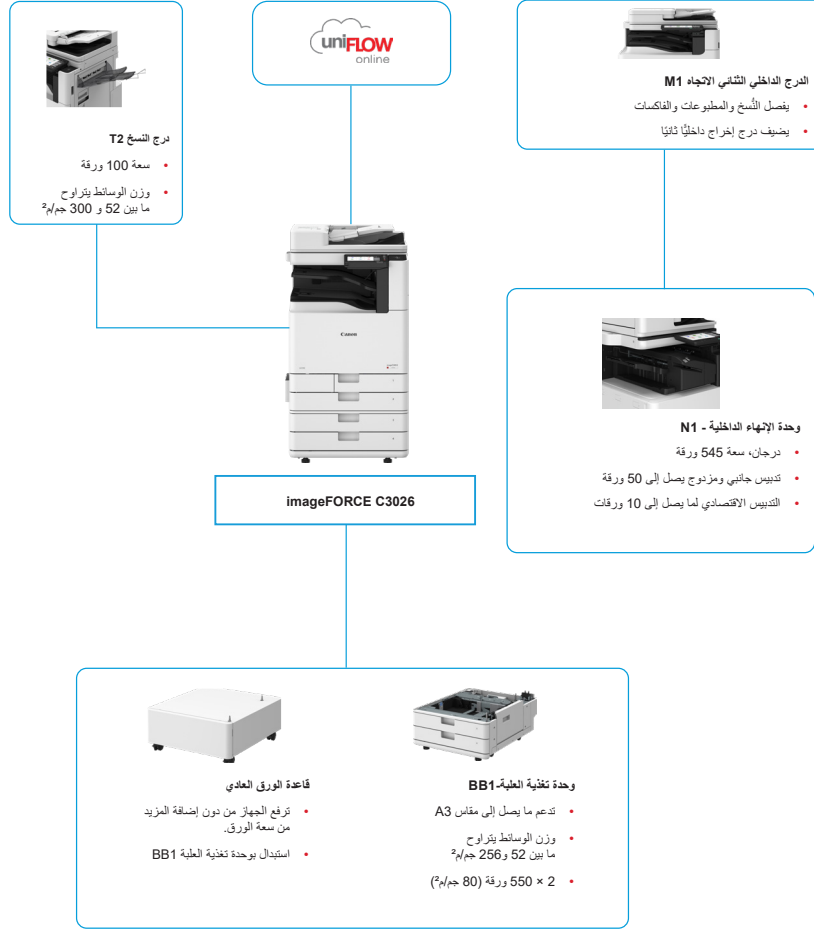 uniFLOW
online
الدرج الداخلي الثنائي الاتجاه M1
• يفصل النُّسخ والمطبوعات والفاكسات
• يضيف درج إخراج داخليًّا ثانيًا
درج النسخ T2
• سعة 100 ورقة
• وزن الوسائط يتراوح
ما بين 52 و 300 جم/م²
Canon
وحدة الإنهاء الداخلية - N1
• درجان، سعة 545 ورقة
• تدبيس جانبي ومزدوج يصل إلى 50 ورقة
• التدبيس الاقتصادي لما يصل إلى 10 ورقات
imageFORCE C3026
وحدة تغذية العلبة-BB1
• تدعم ما يصل إلى مقاس A3
• وزن الوسائط يتراوح
ما بين 52 و256 جم/م²
• 2 × 550 ورقة (80 جم/م²)
قاعدة الورق العادي
• ترفع الجهاز من دون إضافة المزيد
من سعة الورق.
• استبدال بوحدة تغذية العلبة BB1